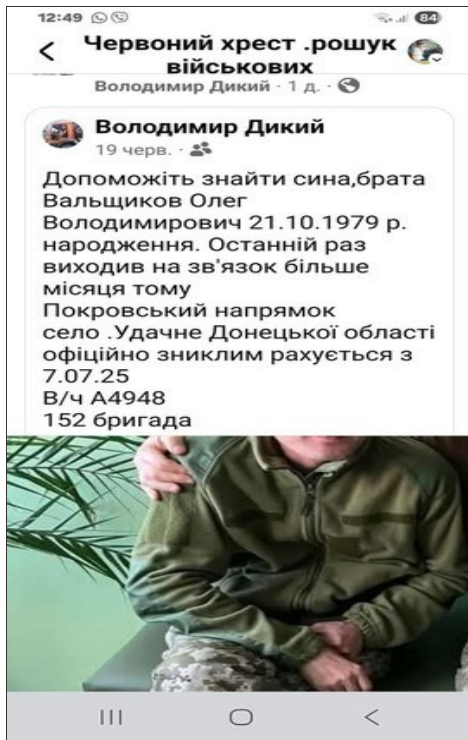 12:49
84
Червоний хрест .рошук
військових
Володимир Дикий · 1 д. ·
Володимир Дикий
19 черв. ·
Допоможіть знайти сина,брата
Вальщиков Олег
Володимирович 21.10.1979 р.
народження. Останній раз
виходив на зв'язок більше
місяця тому
Покровський напрямок
село .Удачне Донецької області
офіційно зниклим рахується з
7.07.25
В/ч А4948
152 бригада